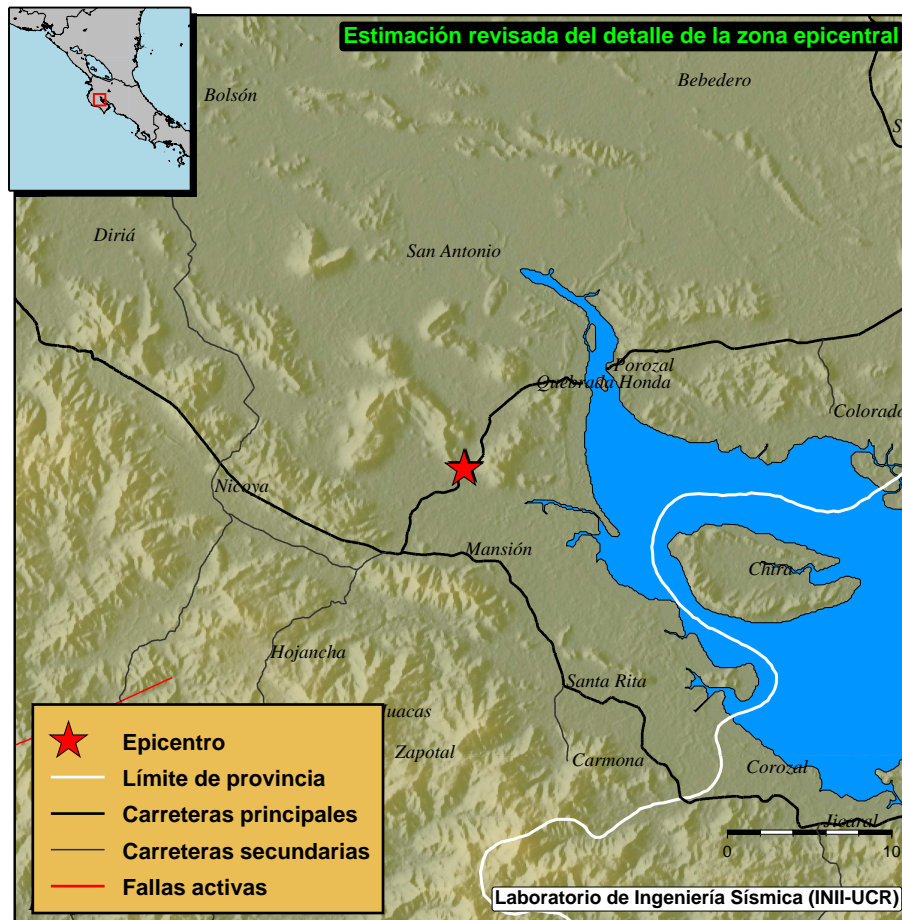 Estimación revisada del detalle de la zona epicentral
Bebedero
Bolsón
Diriá
San Antonio
Porozal
Quebrada Honda
Colorado
Nicoya
Mansión
Chira
Hojancha
Santa Rita
Zapotal
Carmona
Corozal
Jicaral
0
10
Epicentro
Límite de provincia
Carreteras principales
Carreteras secundarias
Fallas activas
Laboratorio de Ingeniería Sísmica (INII-UCR)